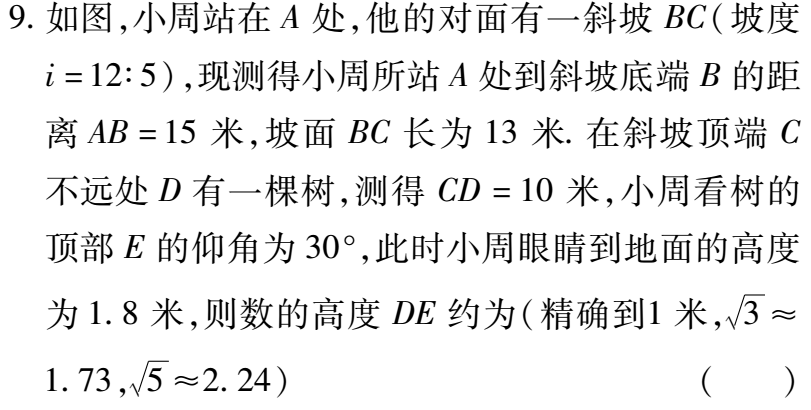 9. 如图,小周站在 A 处,他的对面有一斜坡 BC(坡度
i=12∶5),现测得小周所站 A 处到斜坡底端 B 的距
离 AB=15 米,坡面 BC 长为 13 米. 在斜坡顶端 C
不远处 D 有一棵树,测得 CD=10 米,小周看树的
顶部 E 的仰角为 30°,此时小周眼睛到地面的高度
为 1.8 米,则数的高度 DE 约为(精确到1 米,√3≈
1.73,√5≈2.24) (  )